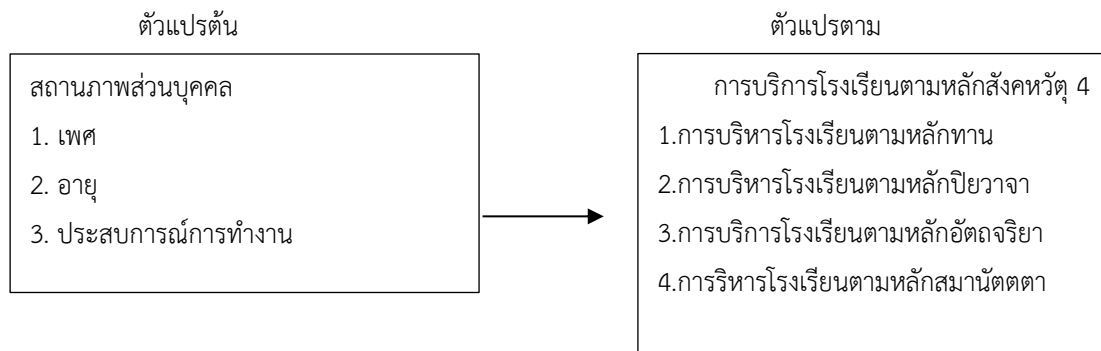 ตัวแปรต้น
สถานภาพส่วนบุคคล
1. เพศ
2. อายุ
3. ประสบการณ์การทำงาน
ตัวแปรตาม
การบริการโรงเรียนตามหลักสังคหวัตุ 4
1.การบริหารโรงเรียนตามหลักทาน
2.การบริหารโรงเรียนตามหลักปิยวาจา
3.การบริการโรงเรียนตามหลักอัตถจริยา
4.การริหารโรงเรียนตามหลักสมานัตตตา